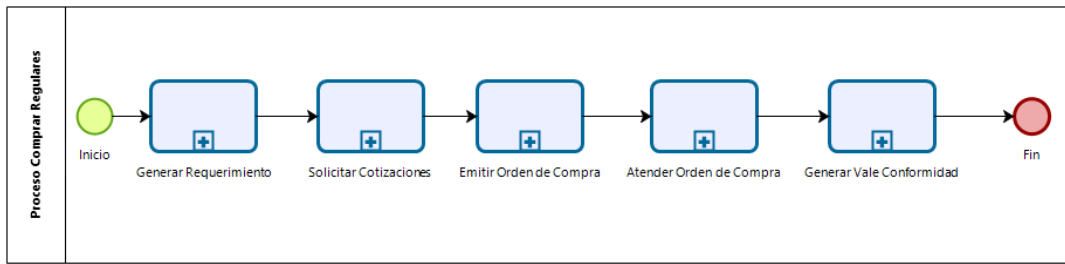 Proceso Comprar Regulares
Inicio
Generar Requerimiento
Solicitar Cotizaciones
Emitir Orden de Compra
Atender Orden de Compra
Generar Vale Conformidad
Fin